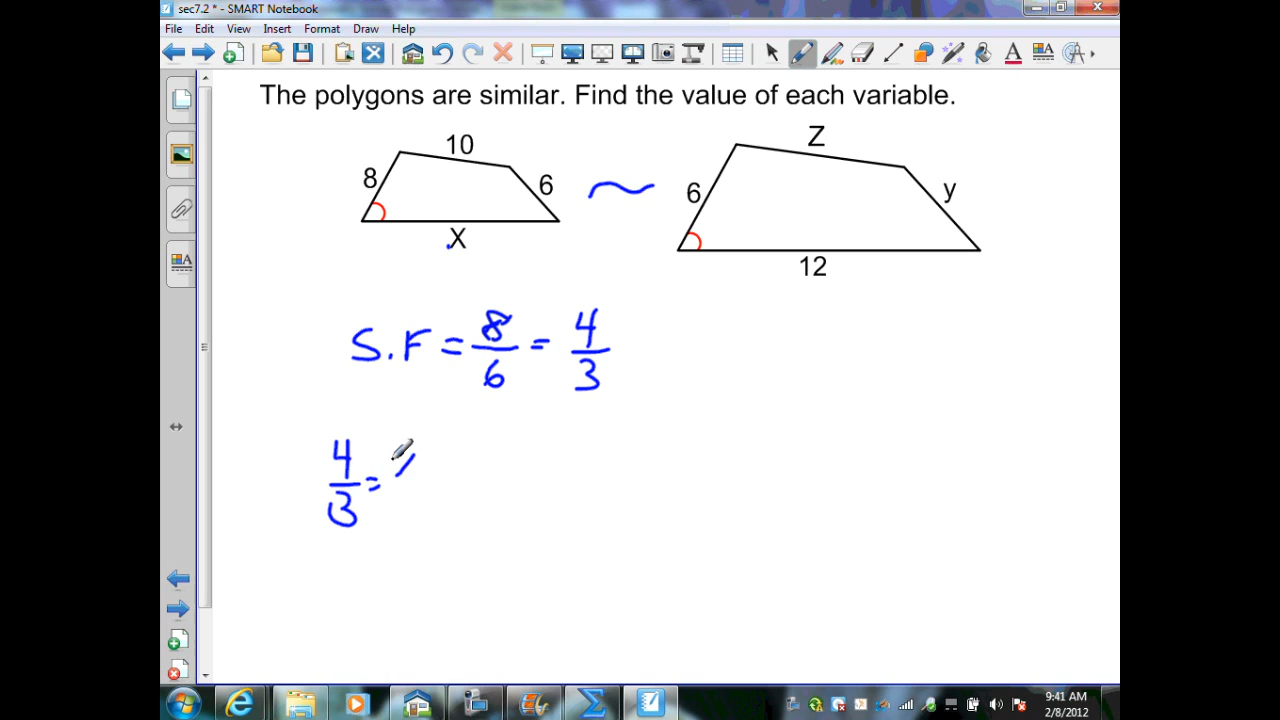 sec7.2 * - SMART Notebook
File Edit View Insert Format Draw Help
The polygons are similar. Find the value of each variable.
10
8
6
X
Z
6
y
12
S.F = 8/6 = 4/3
4/3 =
9:41 AM
2/8/2012